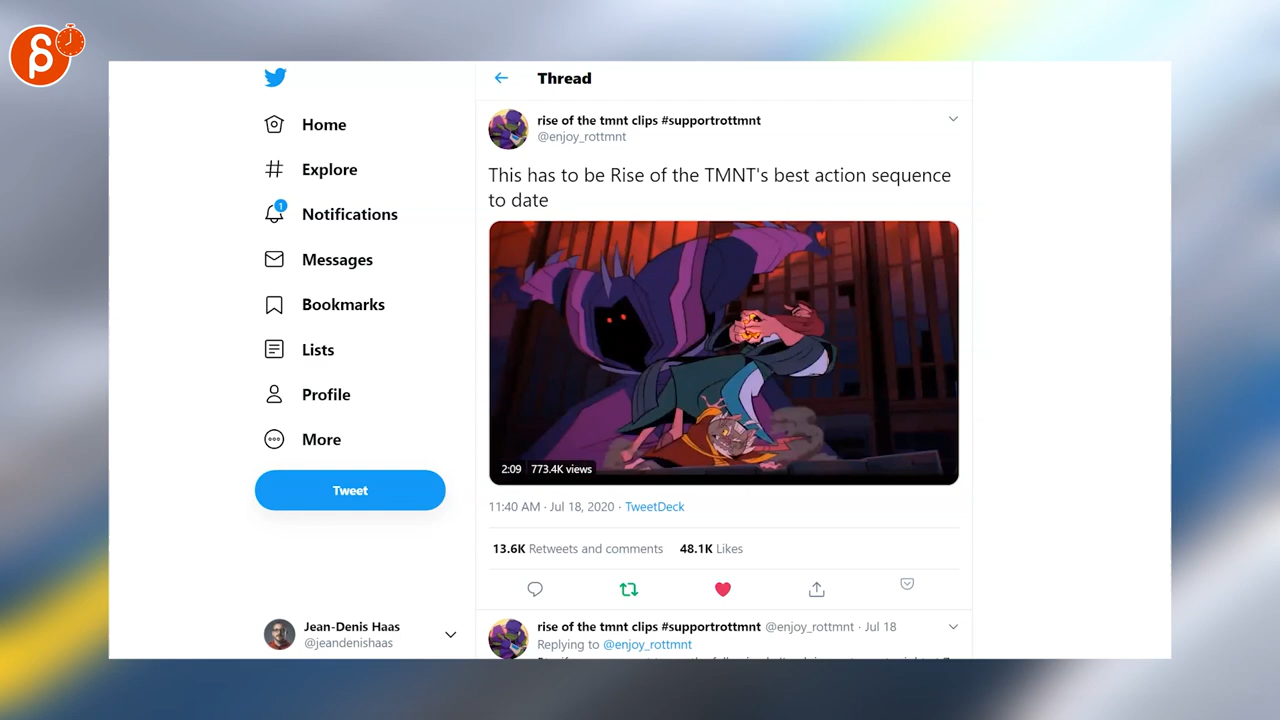 Thread
Home
Explore
1
Notifications
Messages
Bookmarks
Lists
Profile
More
Tweet
Jean-Denis Haas
@jeandenishaas
rise of the tmnt clips #supportrottmnt
@enjoy_rottmnt
This has to be Rise of the TMNT's best action sequence
to date
2:09 773.4K views
11:40 AM · Jul 18, 2020 · TweetDeck
13.6K Retweets and comments 48.1K Likes
rise of the tmnt clips #supportrottmnt @enjoy_rottmnt · Jul 18
Replying to @enjoy_rottmnt